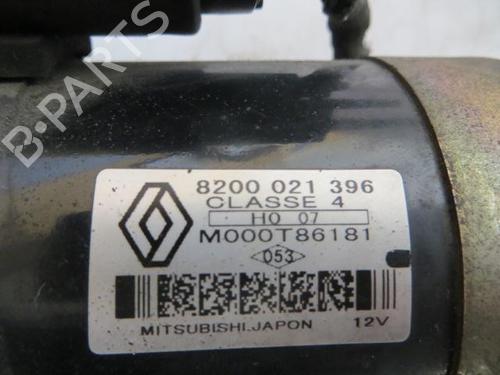 8200 021 396
CLASSE 4
HQ 07
M000T86181
053
MITSUBISHI.JAPON 12V
B-PARTS